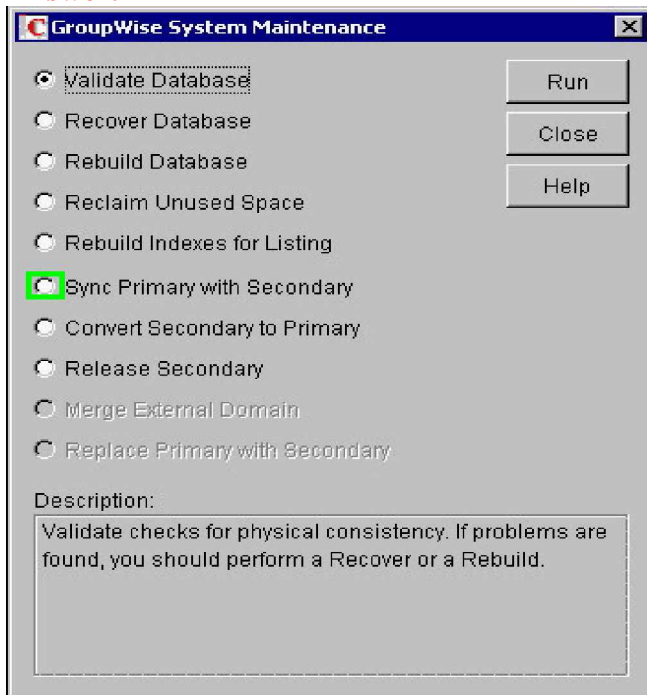 GroupWise System Maintenance
Validate Database
Run
Recover Database
Close
Rebuild Database
Help
Reclaim Unused Space
Rebuild Indexes for Listing
Sync Primary with Secondary
Convert Secondary to Primary
Release Secondary
Merge External Domain
Replace Primary with Secondary
Description:
Validate checks for physical consistency. If problems are
found, you should perform a Recover or a Rebuild.